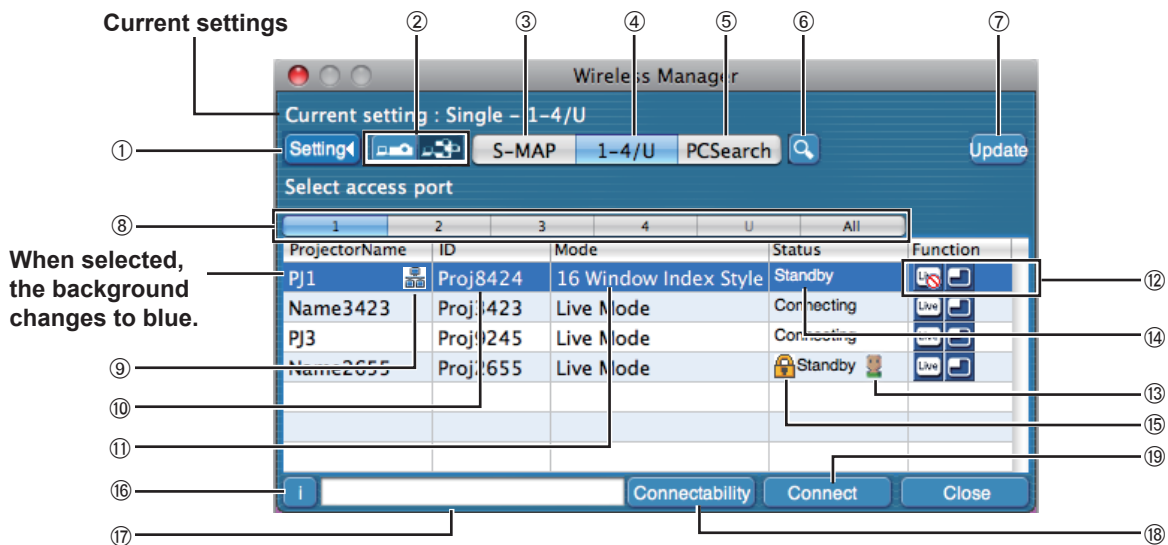 Current settings
② ③ ④ ⑤ ⑥ ⑦
Wireless Manager
Current setting : Single – 1–4/U
①
Setting S–MAP 1–4/U PCSearch Update
Select access port
⑧
1 2 3 4 U All
ProjectorName ID Mode Status Function
When selected,
the background
changes to blue.
PJ1 Proj8424 16 Window Index Style Standby Live
⑫
Name3423 Proj3423 Live Mode Connecting Live
⑭
PJ3 Proj9245 Live Mode Connecting Live
⑨
Name2655 Proj2655 Live Mode Standby Live
⑬
⑩
⑮
⑪
⑲
⑯
i Connectability Connect Close
⑰
⑱